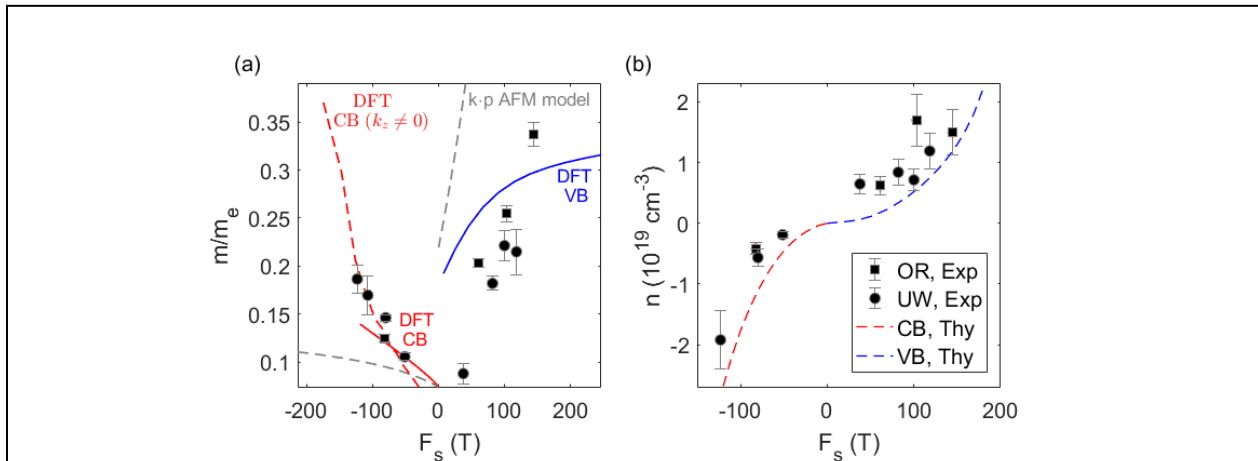 (a)
DFT
CB (k_z ≠ 0)
k·p AFM model
DFT
VB
DFT
CB
0.35
0.3
0.25
0.2
0.15
0.1
m/m_e
-200
-100
0
100
200
F_s (T)
(b)
2
1
0
-1
-2
n (10^19 cm^-3)
OR, Exp
UW, Exp
CB, Thy
VB, Thy
-100
0
100
200
F_s (T)